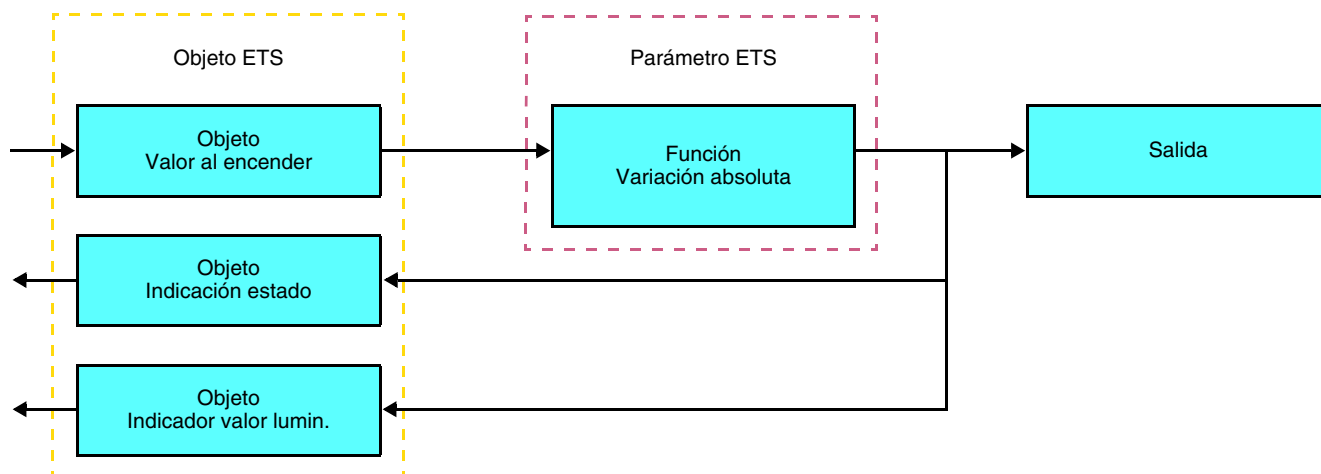 Objeto ETS
Parámetro ETS
Objeto
Valor al encender
Función
Variación absoluta
Salida
Objeto
Indicación estado
Objeto
Indicador valor lumin.